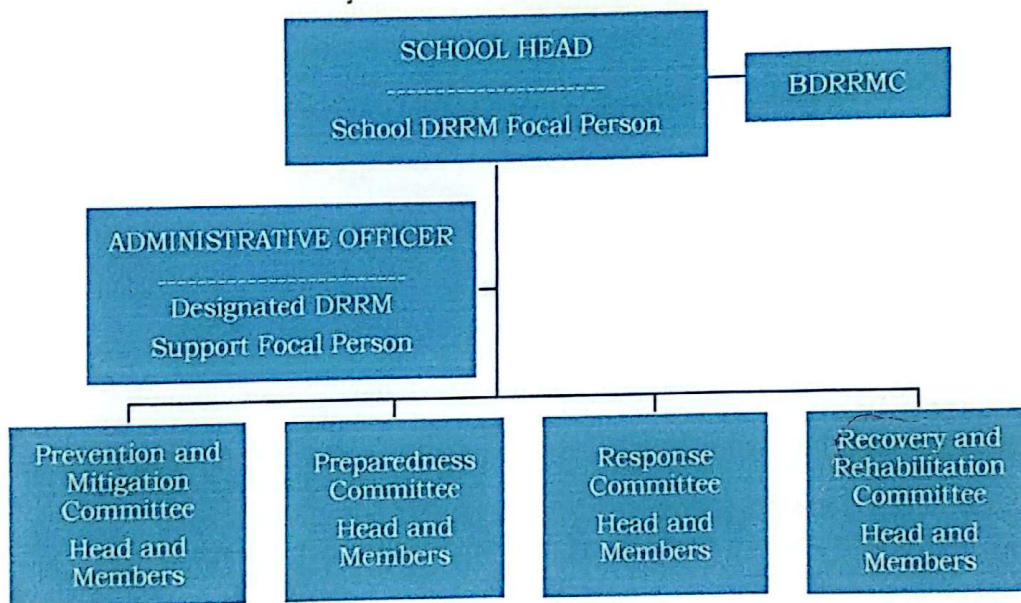 SCHOOL HEAD
----------------------
School DRRM Focal Person
BDRRMC
ADMINISTRATIVE OFFICER
-------------------------
Designated DRRM
Support Focal Person
Prevention and
Mitigation
Committee
Head and
Members
Preparedness
Committee
Head and
Members
Response
Committee
Head and
Members
Recovery and
Rehabilitation
Committee
Head and
Members